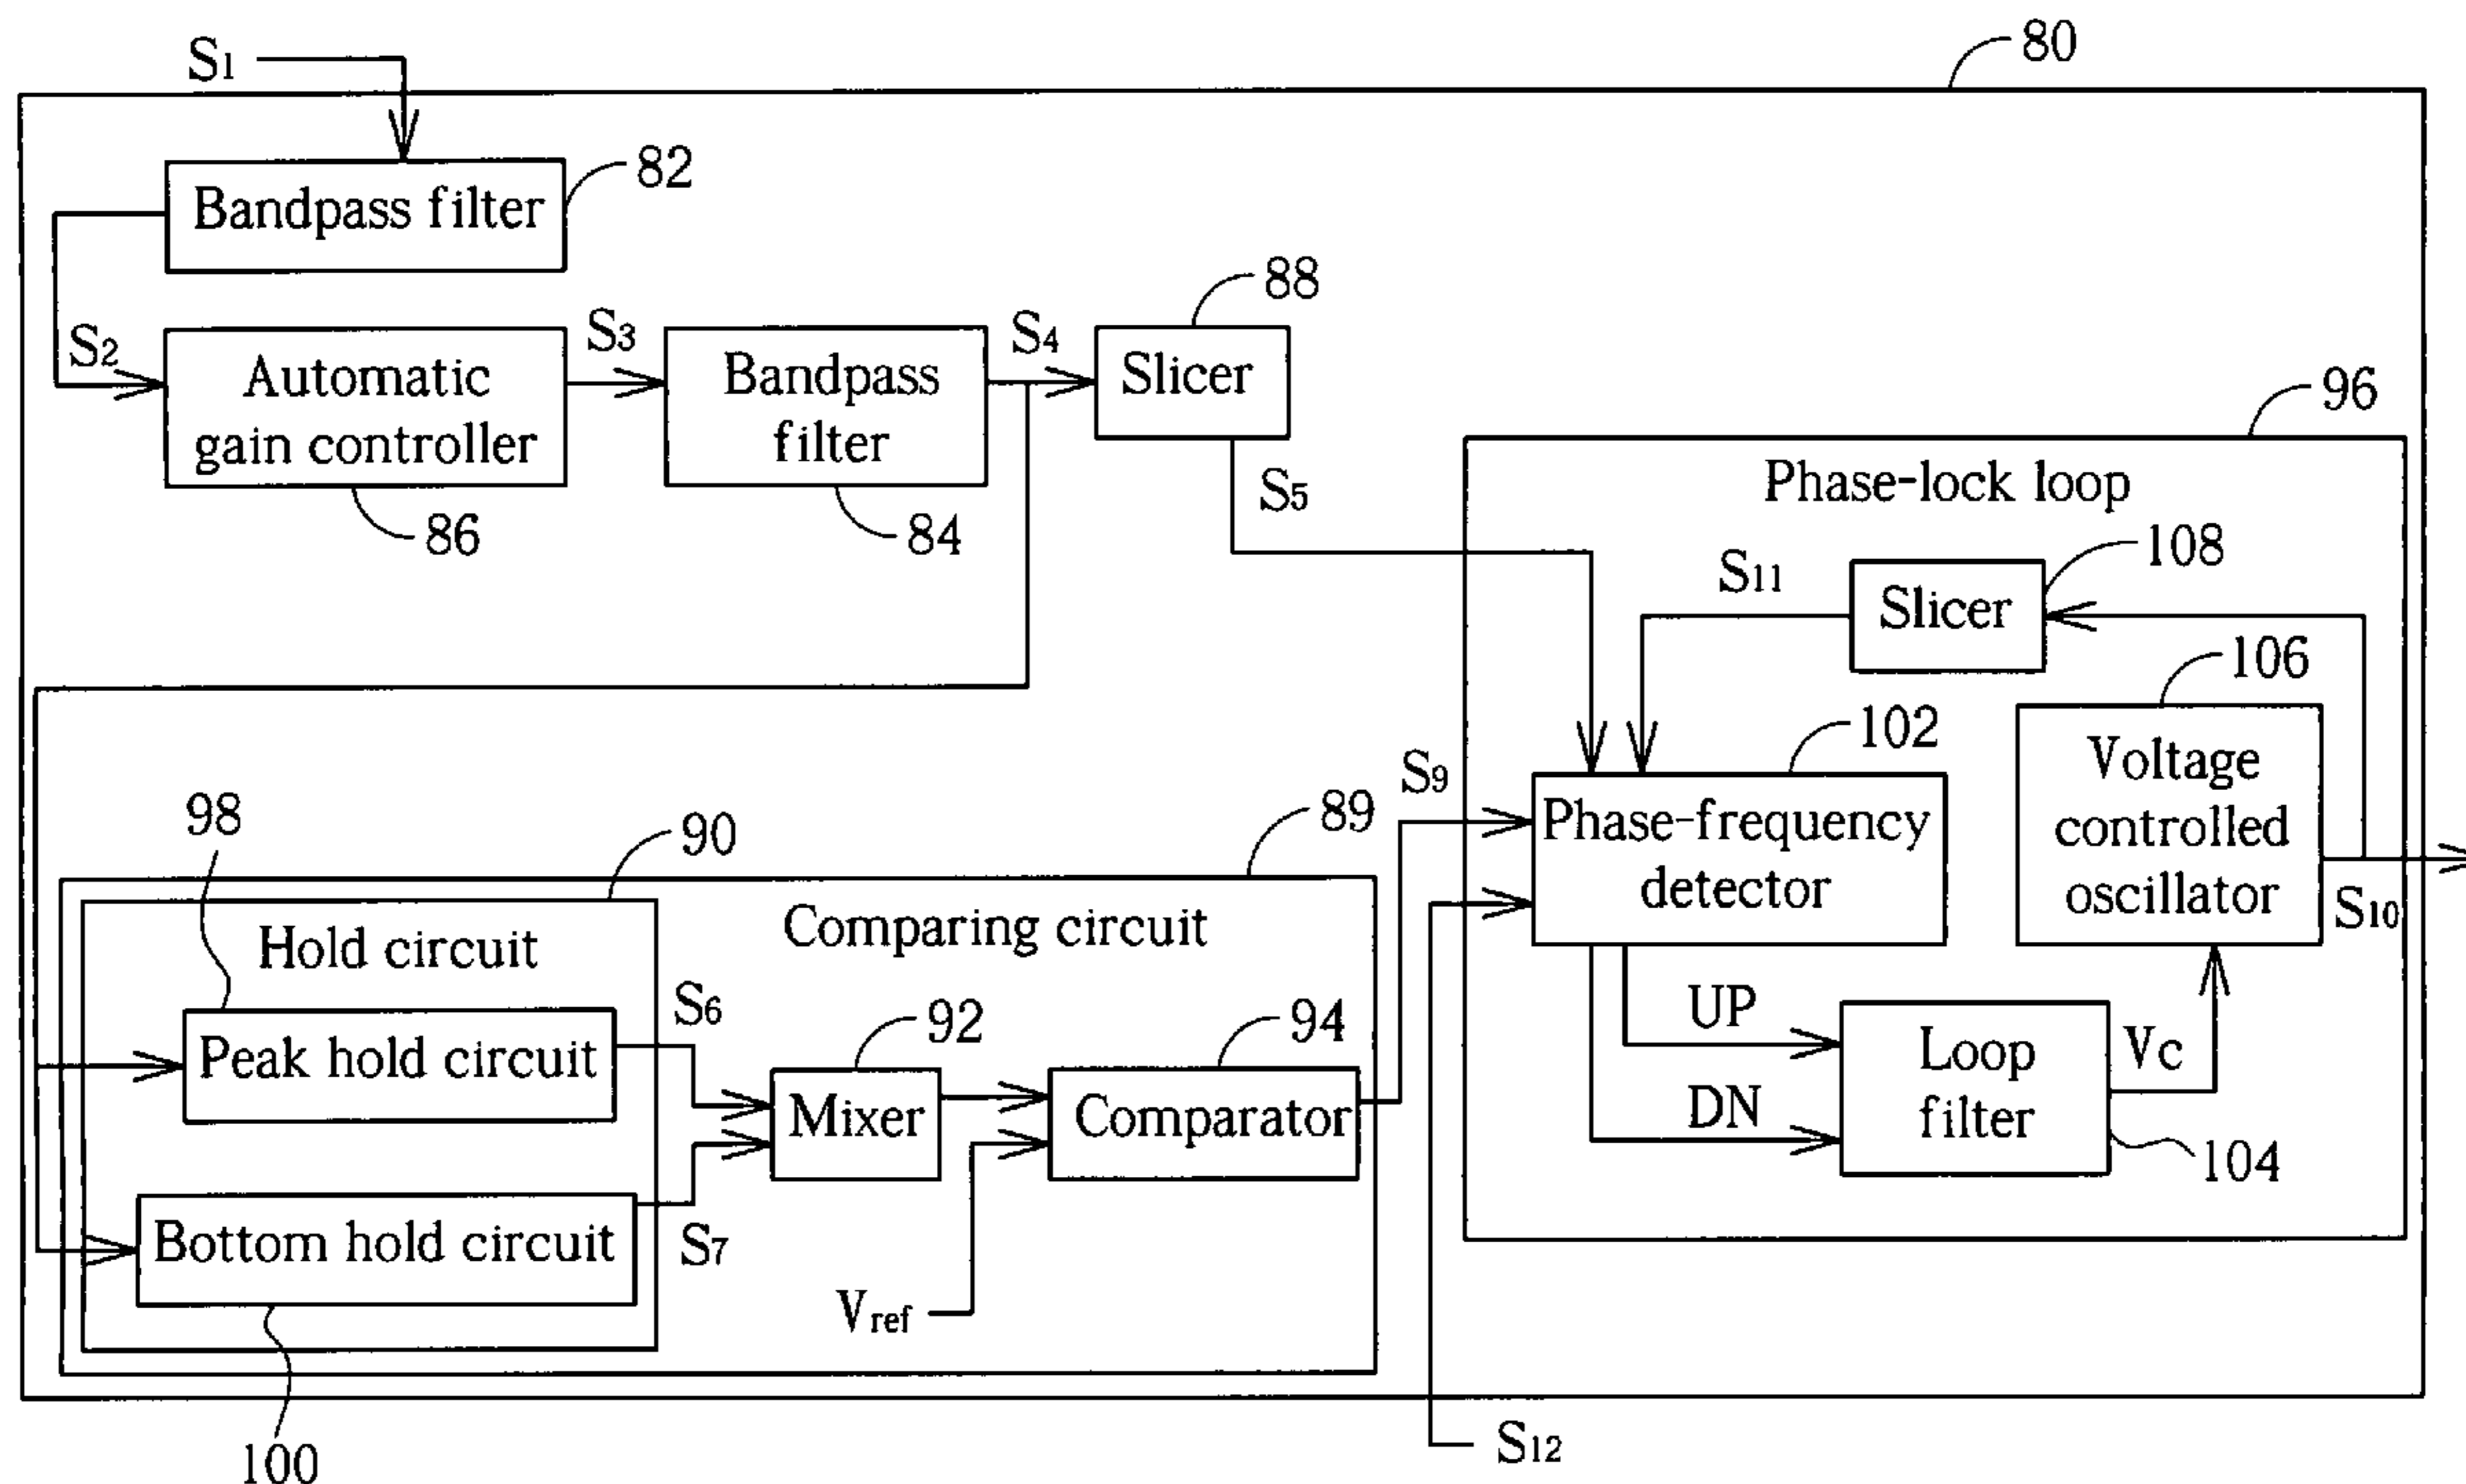 80
S1
Bandpass filter
82
S2
Automatic
gain controller
86
S3
Bandpass
filter
84
S4
Slicer
88
S5
96
Phase-lock loop
S11
Slicer
108
106
Voltage
controlled
oscillator
S10
102
Phase-frequency
detector
S9
UP
DN
Loop
filter
104
Vc
98
90
89
Hold circuit
Comparing circuit
Peak hold circuit
S6
92
Mixer
94
Comparator
Bottom hold circuit
S7
Vref
100
S12